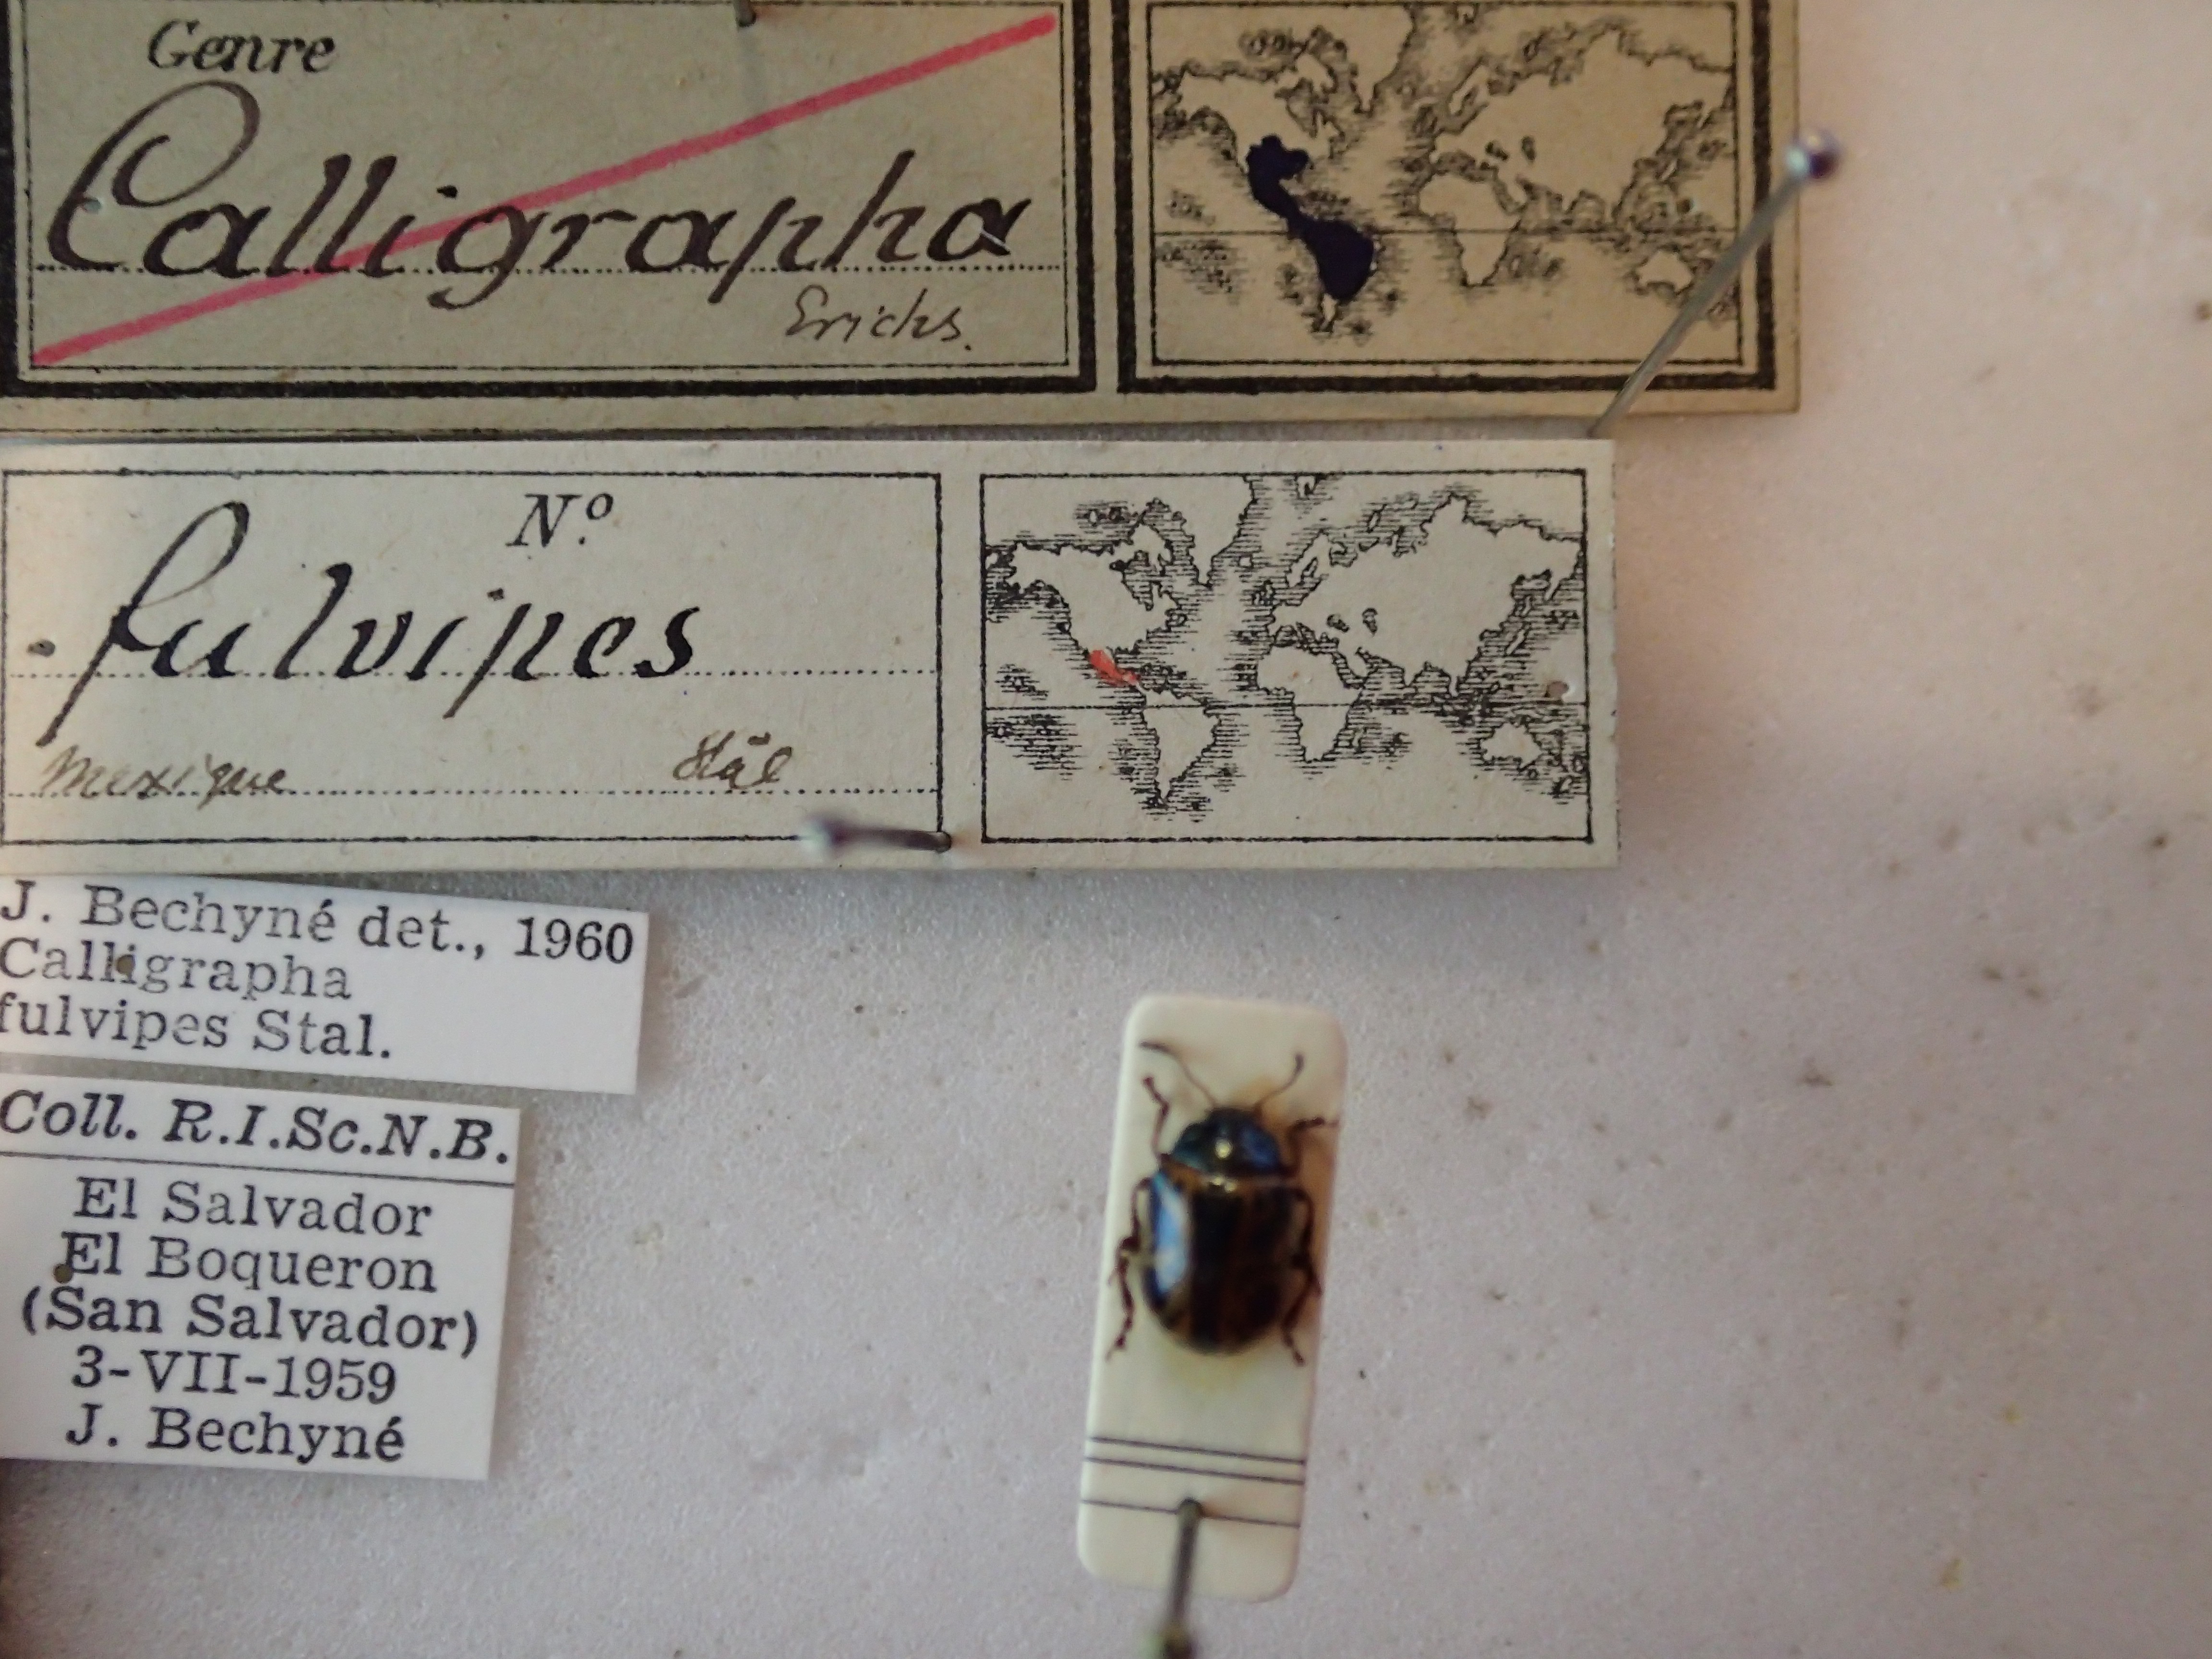 Genre
Calligrapha
Erichs.
Nº
fulvipes
Mexique Stål
J. Bechyné det., 1960
Calligrapha
fulvipes Stal.
Coll. R.I.Sc.N.B.
El Salvador
El Boqueron
(San Salvador)
3-VII-1959
J. Bechyné